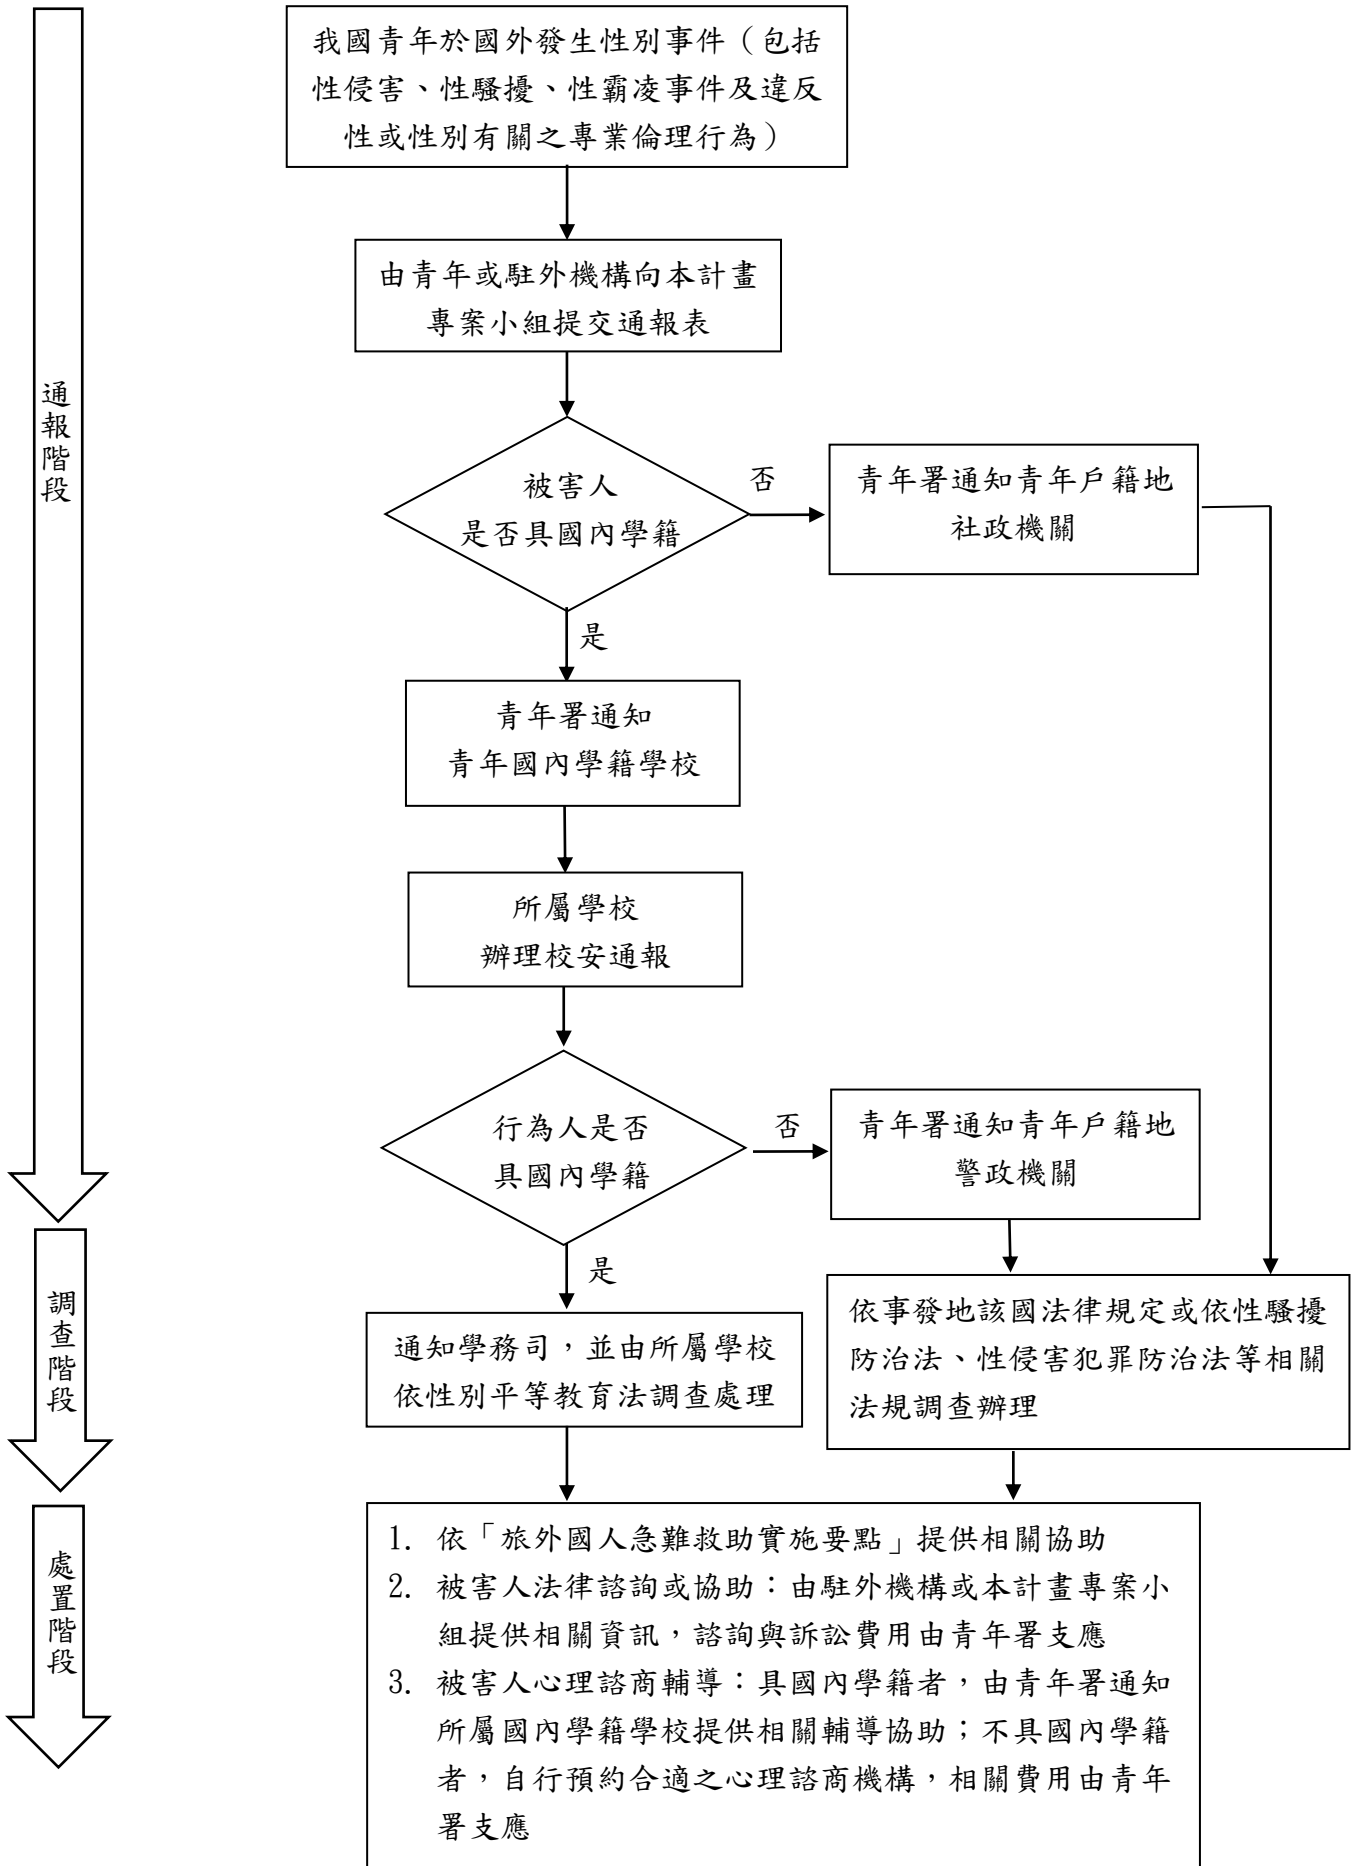 我國青年於國外發生性別事件（包括
性侵害、性騷擾、性霸凌事件及違反
性或性別有關之專業倫理行為）
由青年或駐外機構向本計畫
專案小組提交通報表
通報階段
被害人
是否具國內學籍
否
青年署通知青年戶籍地
社政機關
是
青年署通知
青年國內學籍學校
所屬學校
辦理校安通報
行為人是否
具國內學籍
否
青年署通知青年戶籍地
警政機關
是
調查階段
通知學務司，並由所屬學校
依性別平等教育法調查處理
依事發地該國法律規定或依性騷擾
防治法、性侵害犯罪防治法等相關
法規調查辦理
處置階段
1. 依「旅外國人急難救助實施要點」提供相關協助
2. 被害人法律諮詢或協助：由駐外機構或本計畫專案小
組提供相關資訊，諮詢與訴訟費用由青年署支應
3. 被害人心理諮商輔導：具國內學籍者，由青年署通知
所屬國內學籍學校提供相關輔導協助；不具國內學籍
者，自行預約合適之心理諮商機構，相關費用由青年
署支應